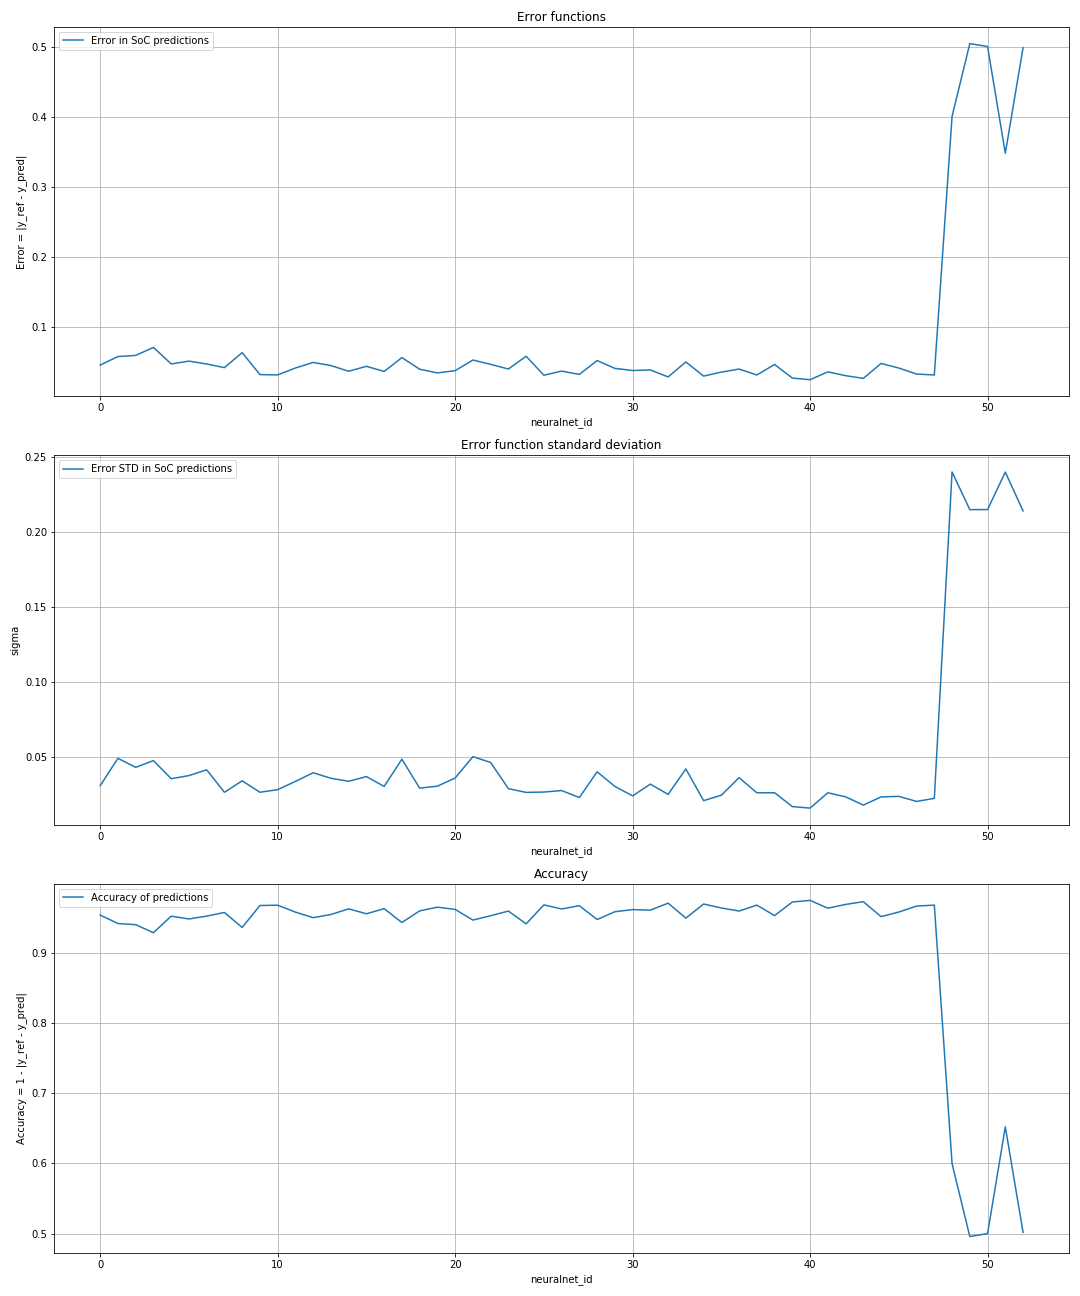 Error functions
Error in SoC predictions
0.5
0.4
0.3
0.2
0.1
Error = |y_ref - y_pred|
0 10 20 30 40 50
neuralnet_id
Error function standard deviation
Error STD in SoC predictions
0.25
0.20
0.15
0.10
0.05
sigma
0 10 20 30 40 50
neuralnet_id
Accuracy
Accuracy of predictions
0.9
0.8
0.7
0.6
0.5
Accuracy = 1 - |y_ref - y_pred|
0 10 20 30 40 50
neuralnet_id